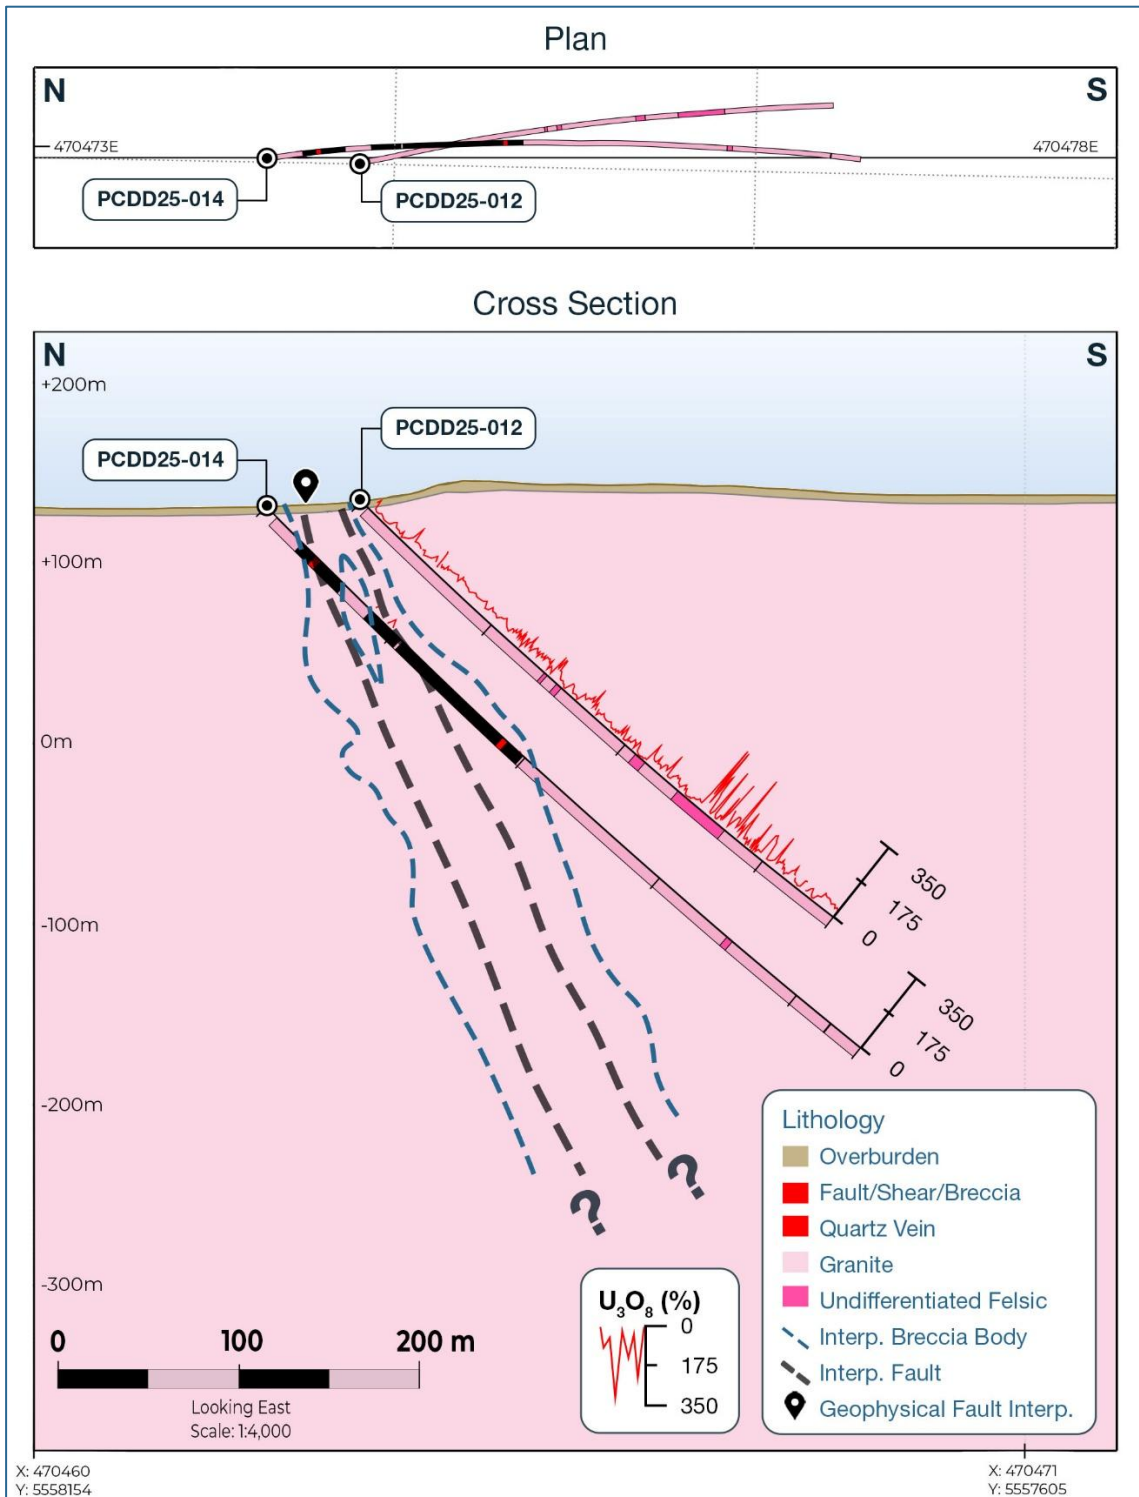 Plan
N
S
470473E
470478E
PCDD25-014
PCDD25-012
Cross Section
N
S
+200m
PCDD25-012
PCDD25-014
+100m
0m
-100m
-200m
-300m
350
175
0
350
175
0
?
?
Lithology
Overburden
Fault/Shear/Breccia
Quartz Vein
Granite
Undifferentiated Felsic
Interp. Breccia Body
Interp. Fault
Geophysical Fault Interp.
U₃O₈ (%)
0
175
350
0 100 200 m
Looking East
Scale: 1:4,000
X: 470460
Y: 5558154
X: 470471
Y: 5557605